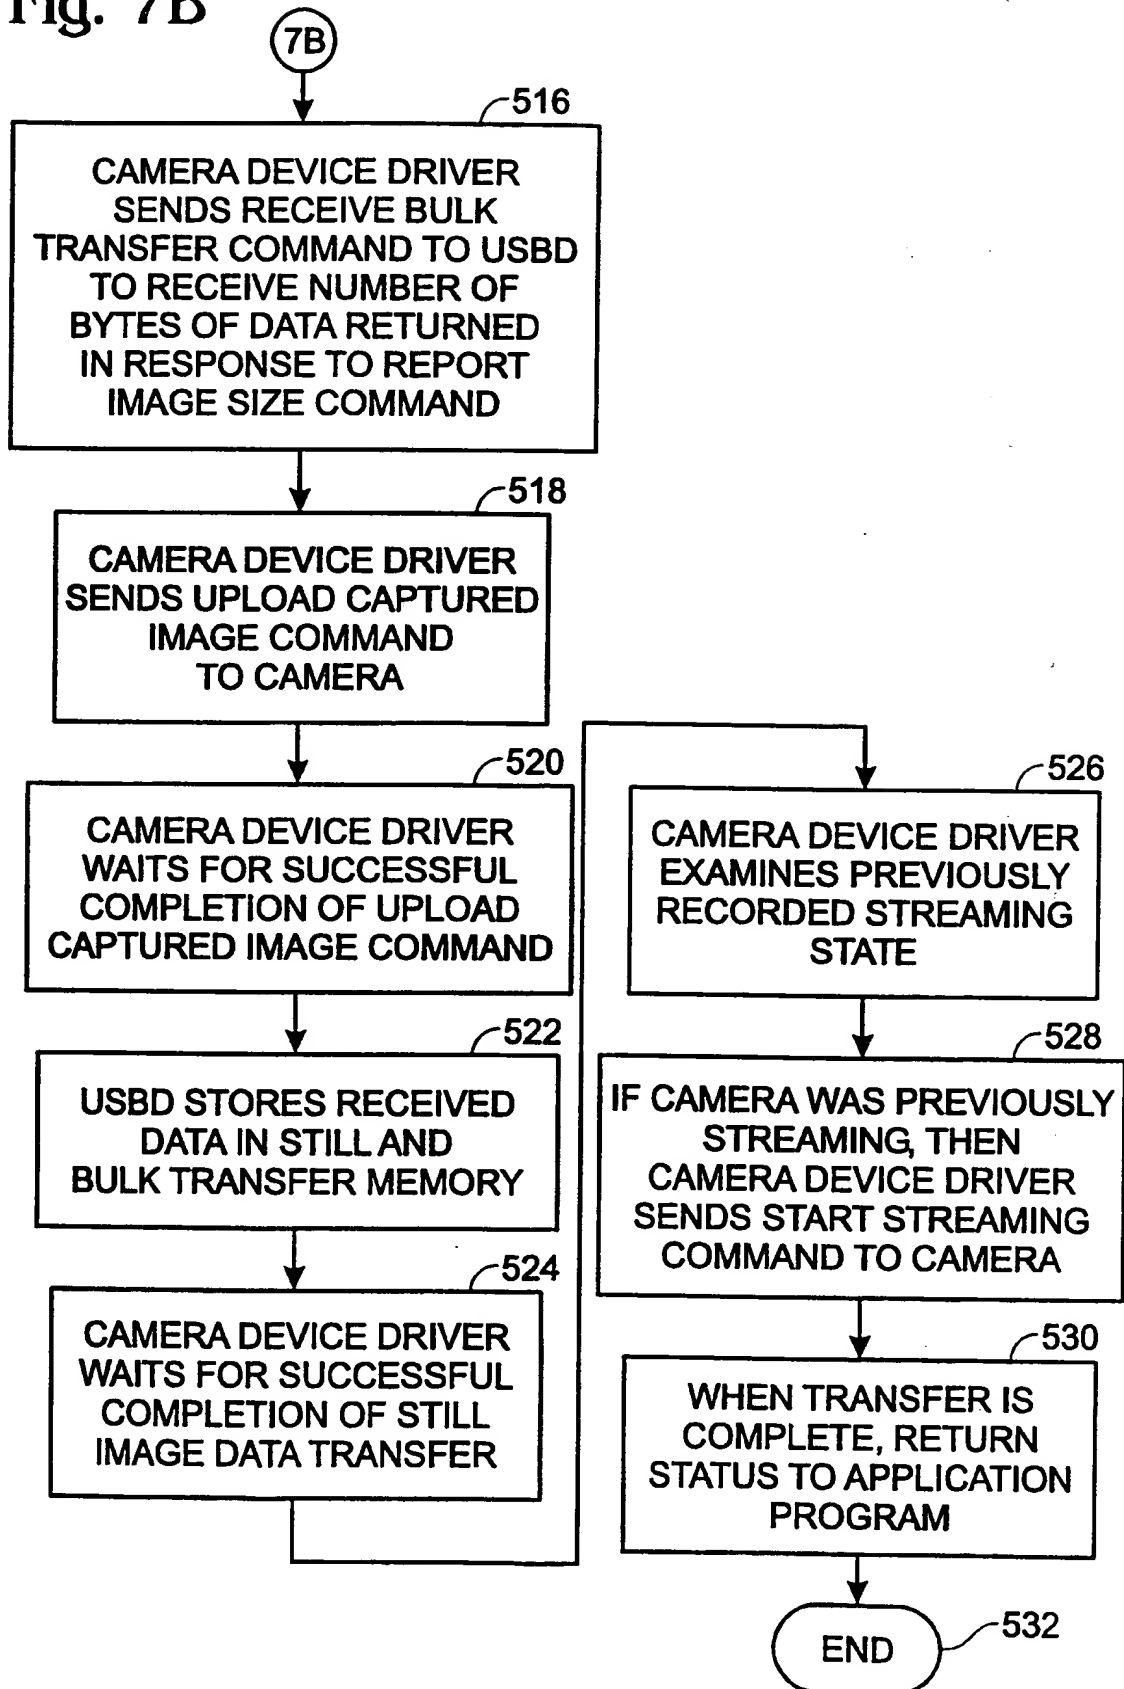 Fig. 7B
7B
516
CAMERA DEVICE DRIVER
SENDS RECEIVE BULK
TRANSFER COMMAND TO USBD
TO RECEIVE NUMBER OF
BYTES OF DATA RETURNED
IN RESPONSE TO REPORT
IMAGE SIZE COMMAND
518
CAMERA DEVICE DRIVER
SENDS UPLOAD CAPTURED
IMAGE COMMAND
TO CAMERA
520
CAMERA DEVICE DRIVER
WAITS FOR SUCCESSFUL
COMPLETION OF UPLOAD
CAPTURED IMAGE COMMAND
522
USBD STORES RECEIVED
DATA IN STILL AND
BULK TRANSFER MEMORY
524
CAMERA DEVICE DRIVER
WAITS FOR SUCCESSFUL
COMPLETION OF STILL
IMAGE DATA TRANSFER
526
CAMERA DEVICE DRIVER
EXAMINES PREVIOUSLY
RECORDED STREAMING
STATE
528
IF CAMERA WAS PREVIOUSLY
STREAMING, THEN
CAMERA DEVICE DRIVER
SENDS START STREAMING
COMMAND TO CAMERA
530
WHEN TRANSFER IS
COMPLETE, RETURN
STATUS TO APPLICATION
PROGRAM
END
532